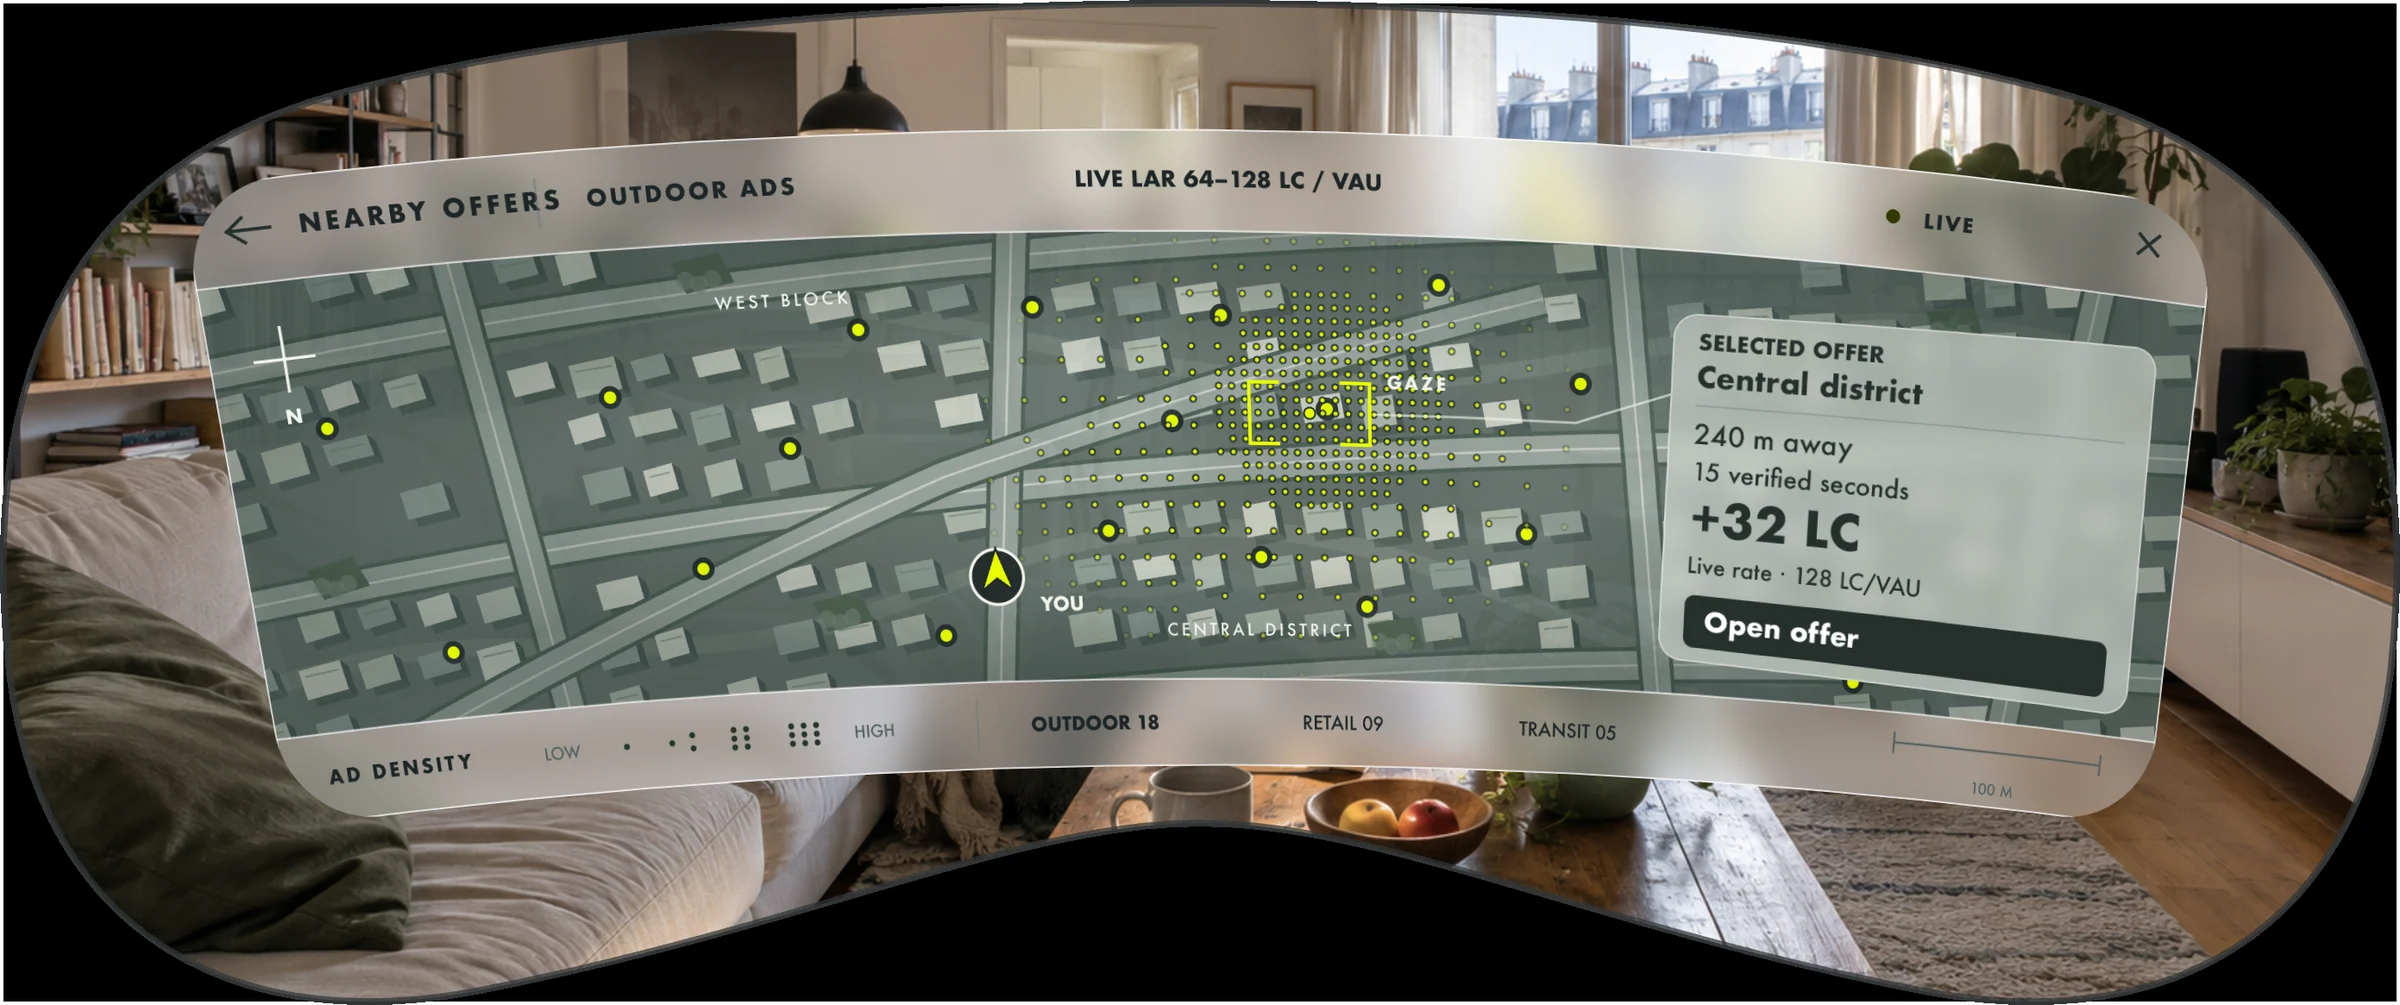 NEARBY OFFERS
OUTDOOR ADS
LIVE LAR 64–128 LC / VAU
LIVE
WEST BLOCK
N
GAZE
YOU
CENTRAL DISTRICT
SELECTED OFFER
Central district
240 m away
15 verified seconds
+32 LC
Live rate · 128 LC/VAU
Open offer
AD DENSITY
LOW
HIGH
OUTDOOR 18
RETAIL 09
TRANSIT 05
100 M